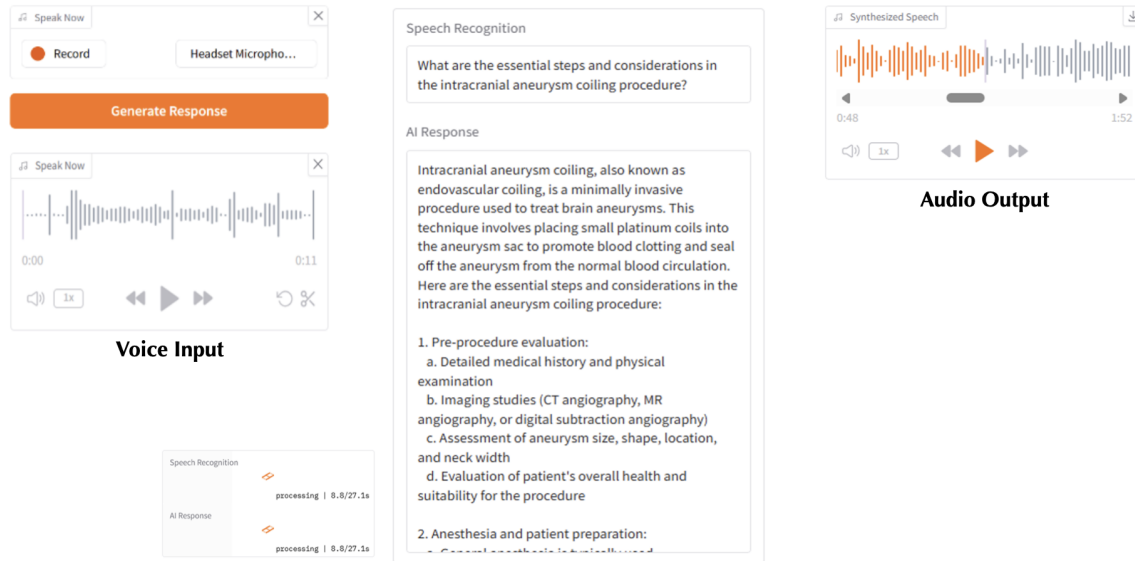 Speak Now
Record
Headset Micropho...
Generate Response
Speak Now
0:00
0:11
1x
Voice Input
Speech Recognition
processing | 8.8/27.1s
AI Response
processing | 8.8/27.1s
Speech Recognition
What are the essential steps and considerations in
the intracranial aneurysm coiling procedure?
AI Response
Intracranial aneurysm coiling, also known as
endovascular coiling, is a minimally invasive
procedure used to treat brain aneurysms. This
technique involves placing small platinum coils into
the aneurysm sac to promote blood clotting and seal
off the aneurysm from the normal blood circulation.
Here are the essential steps and considerations in the
intracranial aneurysm coiling procedure:
1. Pre-procedure evaluation:
a. Detailed medical history and physical
examination
b. Imaging studies (CT angiography, MR
angiography, or digital subtraction angiography)
c. Assessment of aneurysm size, shape, location,
and neck width
d. Evaluation of patient's overall health and
suitability for the procedure
2. Anesthesia and patient preparation:
Synthesized Speech
0:48
1:52
1x
Audio Output